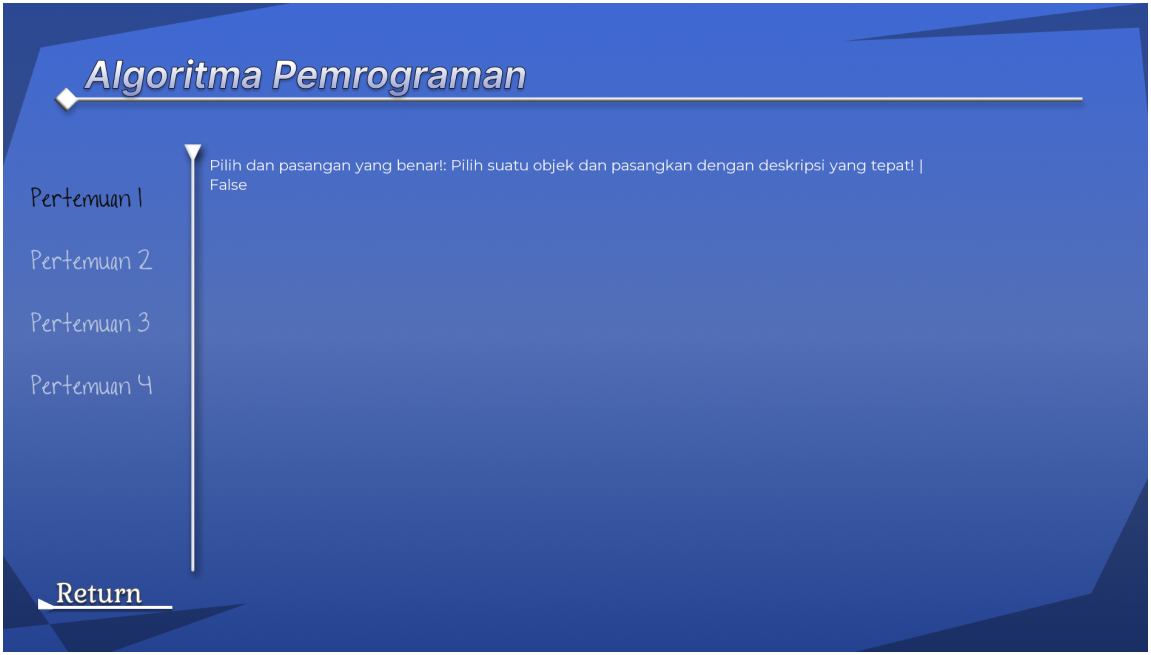 Algoritma Pemrograman
Pilih dan pasangan yang benar!: Pilih suatu objek dan pasangkan dengan deskripsi yang tepat! |
False
Pertemuan 1
Pertemuan 2
Pertemuan 3
Pertemuan 4
Return